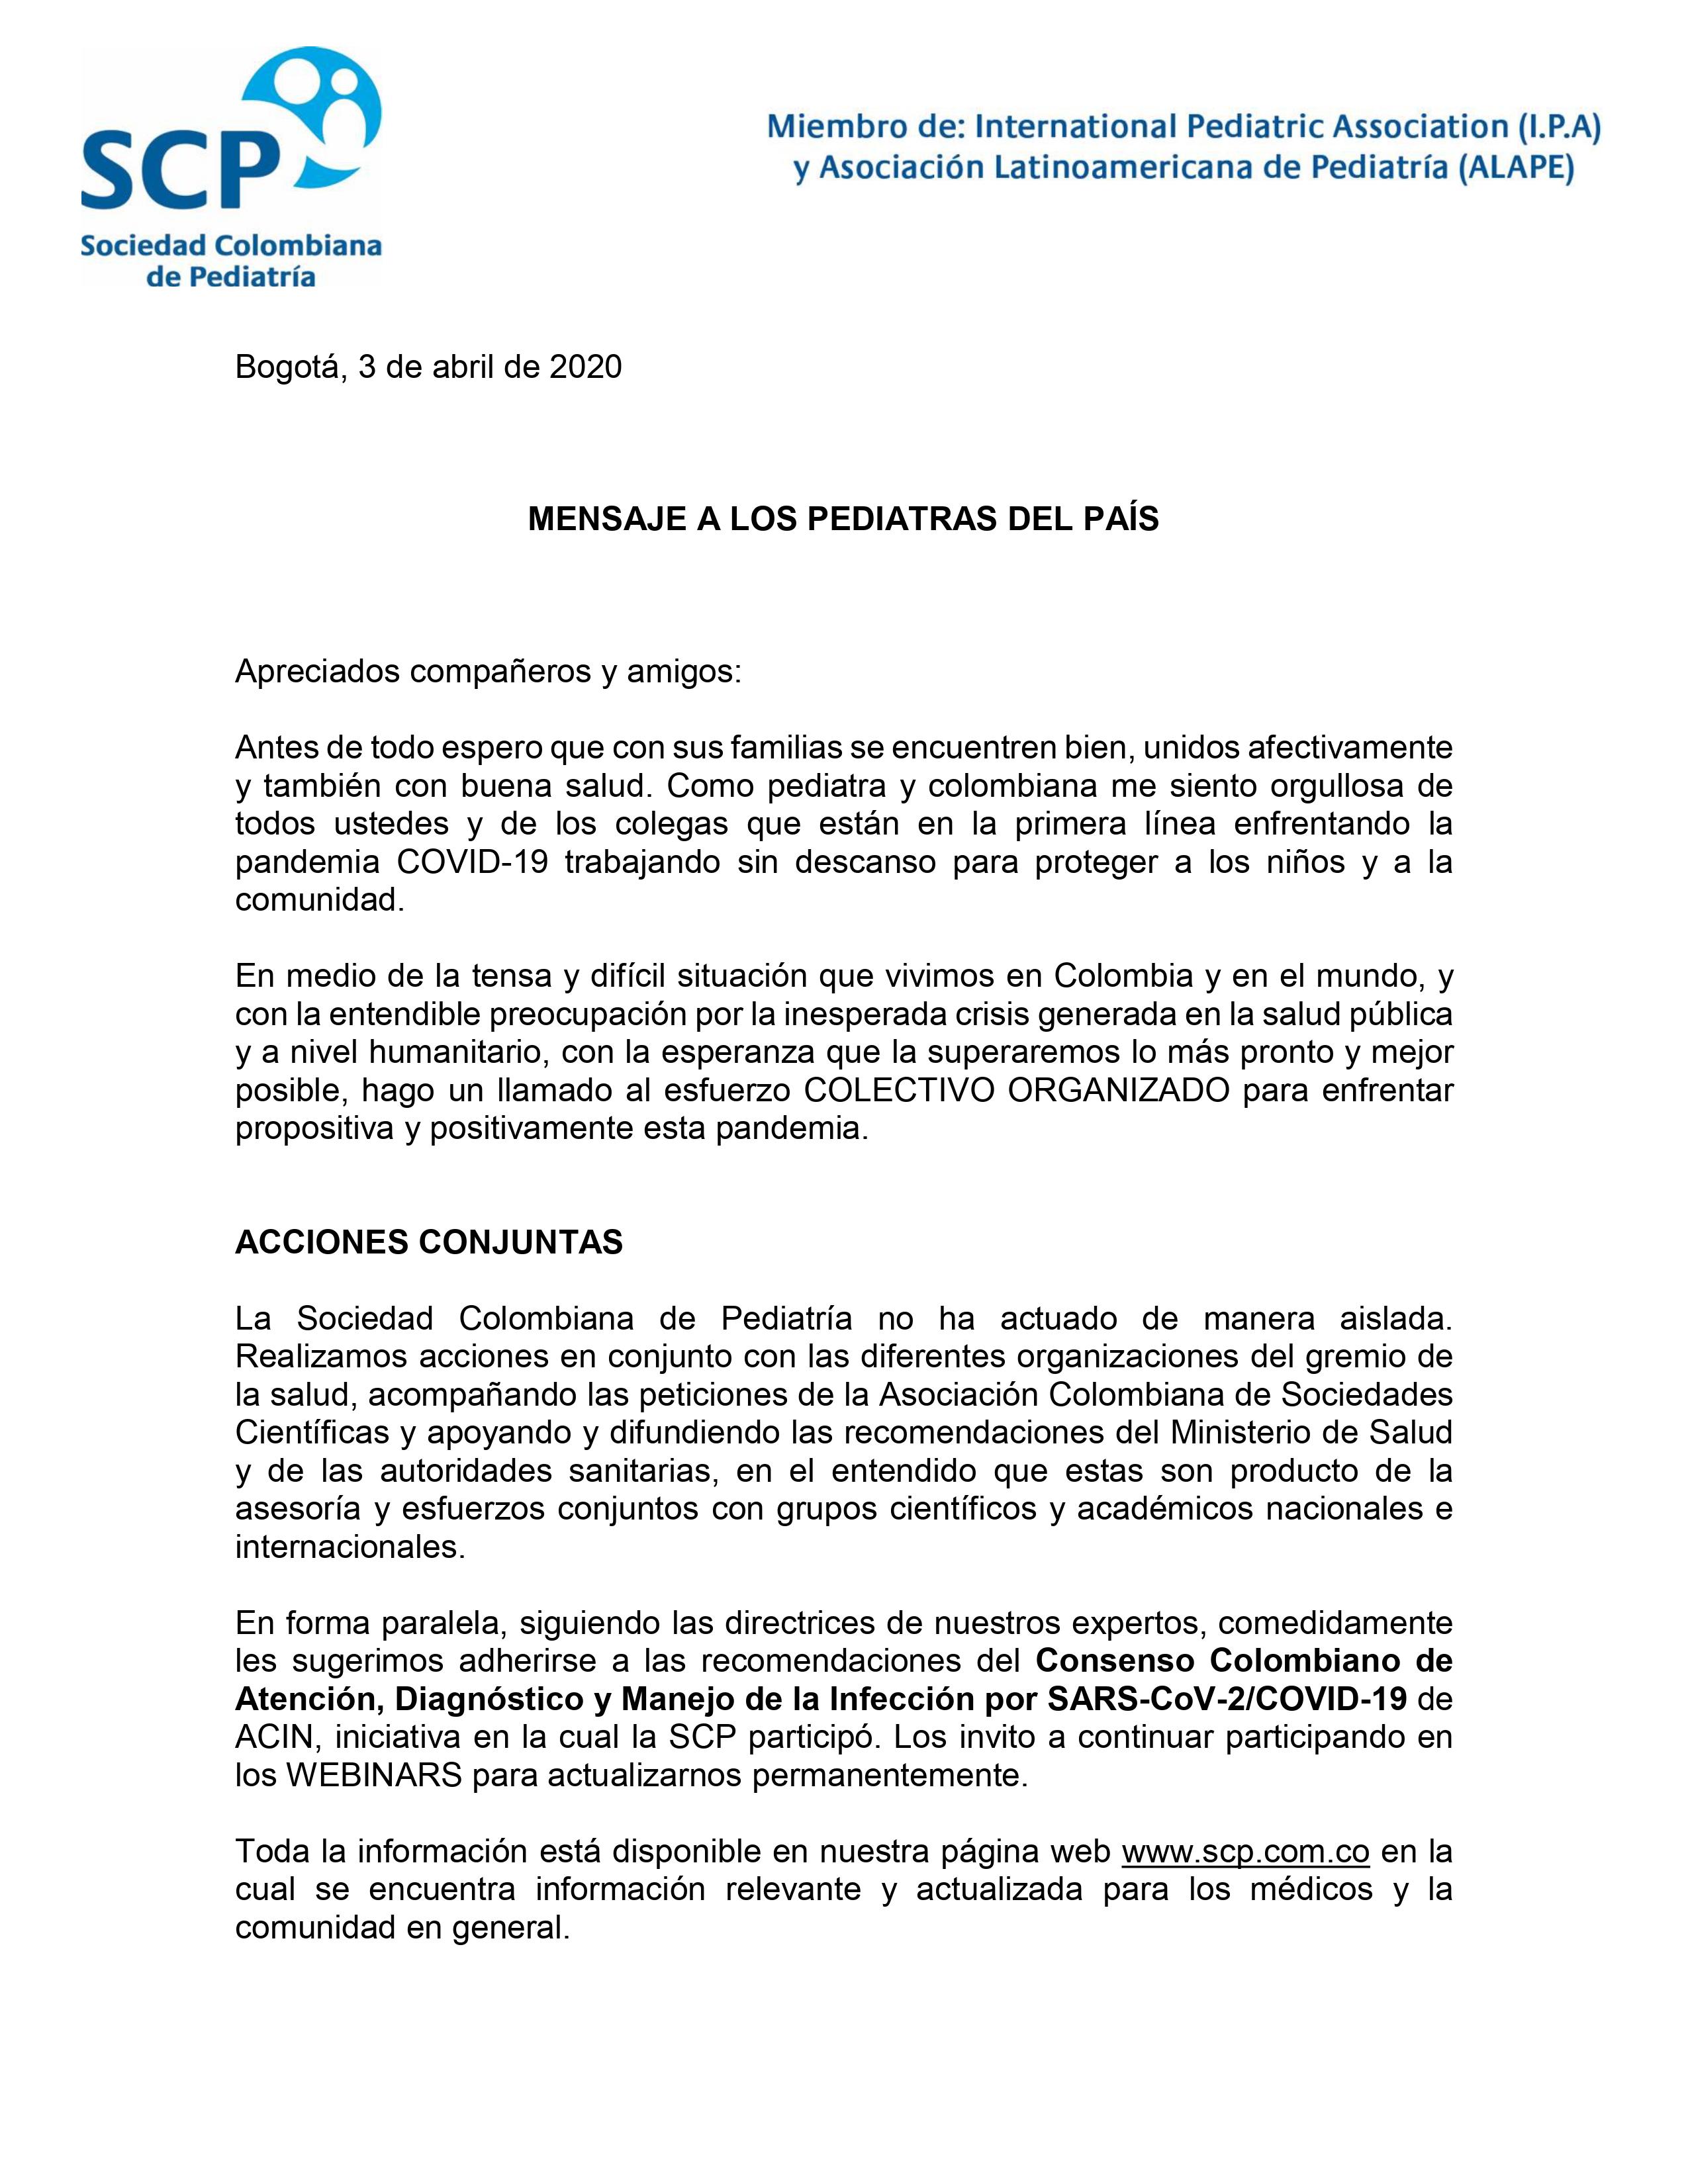 SCP
Sociedad Colombiana
de Pediatría
Miembro de: International Pediatric Association (I.P.A)
y Asociación Latinoamericana de Pediatría (ALAPE)
Bogotá, 3 de abril de 2020
MENSAJE A LOS PEDIATRAS DEL PAÍS
Apreciados compañeros y amigos:
Antes de todo espero que con sus familias se encuentren bien, unidos afectivamente
y también con buena salud. Como pediatra y colombiana me siento orgullosa de
todos ustedes y de los colegas que están en la primera línea enfrentando la
pandemia COVID-19 trabajando sin descanso para proteger a los niños y a la
comunidad.
En medio de la tensa y difícil situación que vivimos en Colombia y en el mundo, y
con la entendible preocupación por la inesperada crisis generada en la salud pública
y a nivel humanitario, con la esperanza que la superaremos lo más pronto y mejor
posible, hago un llamado al esfuerzo COLECTIVO ORGANIZADO para enfrentar
propositiva y positivamente esta pandemia.
ACCIONES CONJUNTAS
La Sociedad Colombiana de Pediatría no ha actuado de manera aislada.
Realizamos acciones en conjunto con las diferentes organizaciones del gremio de
la salud, acompañando las peticiones de la Asociación Colombiana de Sociedades
Científicas y apoyando y difundiendo las recomendaciones del Ministerio de Salud
y de las autoridades sanitarias, en el entendido que estas son producto de la
asesoría y esfuerzos conjuntos con grupos científicos y académicos nacionales e
internacionales.
En forma paralela, siguiendo las directrices de nuestros expertos, comedidamente
les sugerimos adherirse a las recomendaciones del Consenso Colombiano de
Atención, Diagnóstico y Manejo de la Infección por SARS-CoV-2/COVID-19 de
ACIN, iniciativa en la cual la SCP participó. Los invito a continuar participando en
los WEBINARS para actualizarnos permanentemente.
Toda la información está disponible en nuestra página web www.scp.com.co en la
cual se encuentra información relevante y actualizada para los médicos y la
comunidad en general.